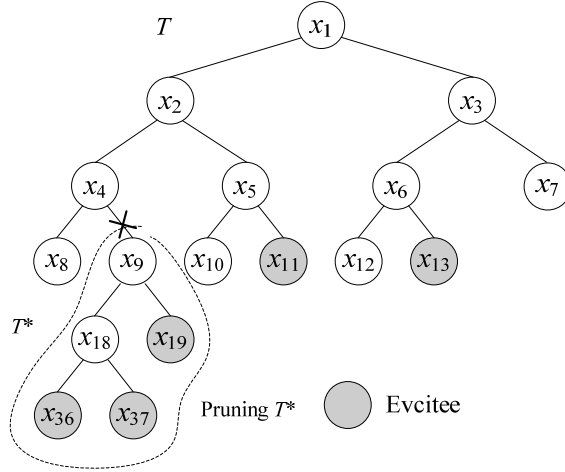 T
x1
x2
x3
x4
x5
x6
x7
x8
x9
x10
x11
x12
x13
T*
x18
x19
x36
x37
Pruning T*
Evcitee